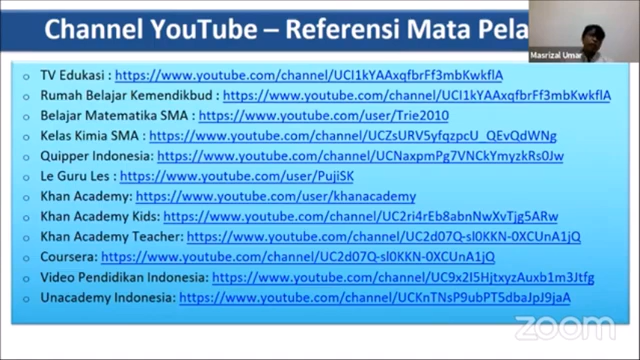 Channel YouTube – Referensi Mata Pela
Masrizal Umar
TV Edukasi : https://www.youtube.com/channel/UCI1kYAAxqfbrFf3mbKwkflA
Rumah Belajar Kemendikbud : https://www.youtube.com/channel/UCI1kYAAxqfbrFf3mbKwkflA
Belajar Matematika SMA : https://www.youtube.com/user/Trie2010
Kelas Kimia SMA : https://www.youtube.com/channel/UCZsURV5yfqzpcU_QEvQdWNg
Quipper Indonesia: https://www.youtube.com/channel/UCNaxpmPg7VNCkYmyzkRs0Jw
Le Guru Les : https://www.youtube.com/user/PujiSK
Khan Academy: https://www.youtube.com/user/khanacademy
Khan Academy Kids: https://www.youtube.com/channel/UC2ri4rEb8abnNwXvTjg5ARw
Khan Academy Teacher: https://www.youtube.com/channel/UC2d07Q-sl0KKN-0XCUnA1jQ
Coursera: https://www.youtube.com/channel/UC2d07Q-sl0KKN-0XCUnA1jQ
Video Pendidikan Indonesia: https://www.youtube.com/channel/UC9x2I5HjtxyzAuxb1m3Jtfg
Unacademy Indonesia: https://www.youtube.com/channel/UCKnTNsP9ubPT5dbaJpJ9jaA
zoom